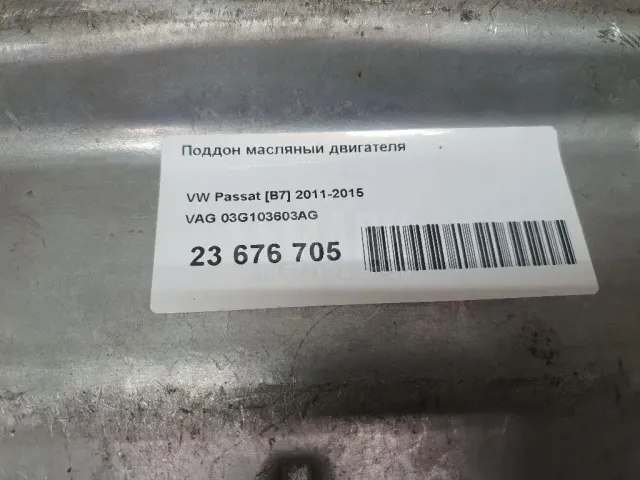 Поддон масляный двигателя
VW Passat [B7] 2011-2015
VAG 03G103603AG
23 676 705